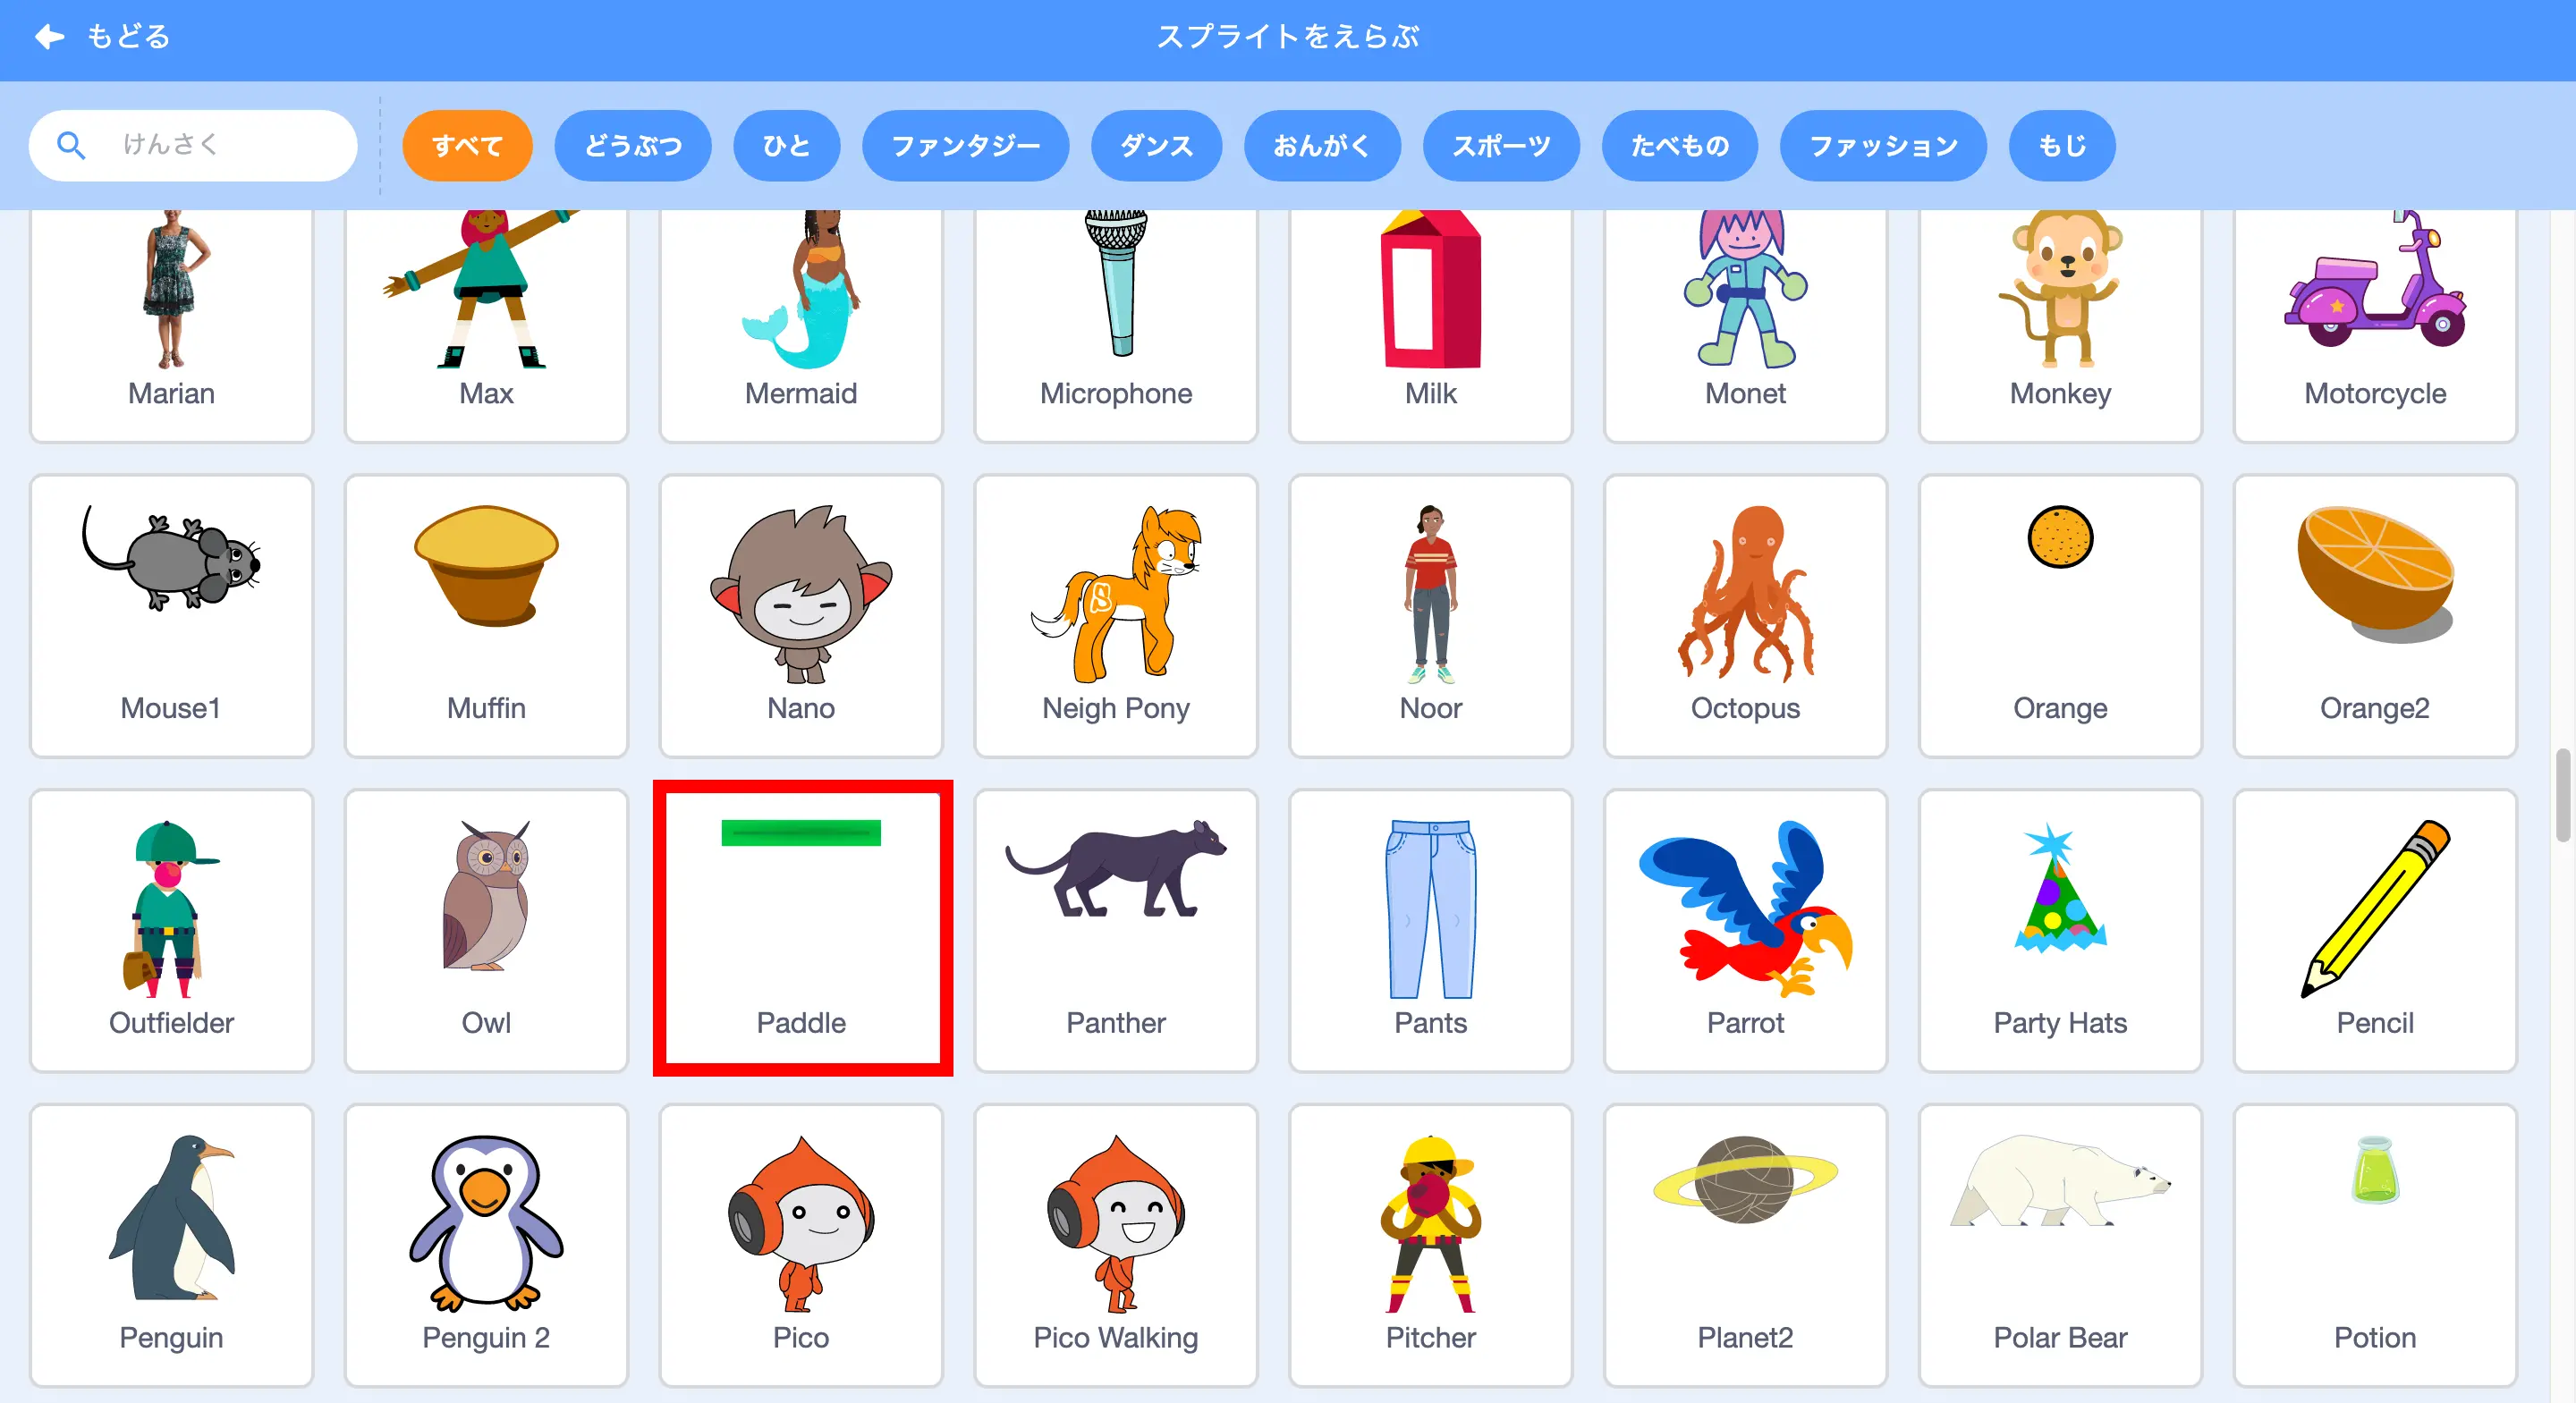 もどる
スプライトをえらぶ
けんさく
すべて どうぶつ ひと ファンタジー ダンス おんがく スポーツ たべもの ファッション もじ
Marian Max Mermaid Microphone Milk Monet Monkey Motorcycle
Mouse1 Muffin Nano Neigh Pony Noor Octopus Orange Orange2
Outfielder Owl Paddle Panther Pants Parrot Party Hats Pencil
Penguin Penguin 2 Pico Pico Walking Pitcher Planet2 Polar Bear Potion